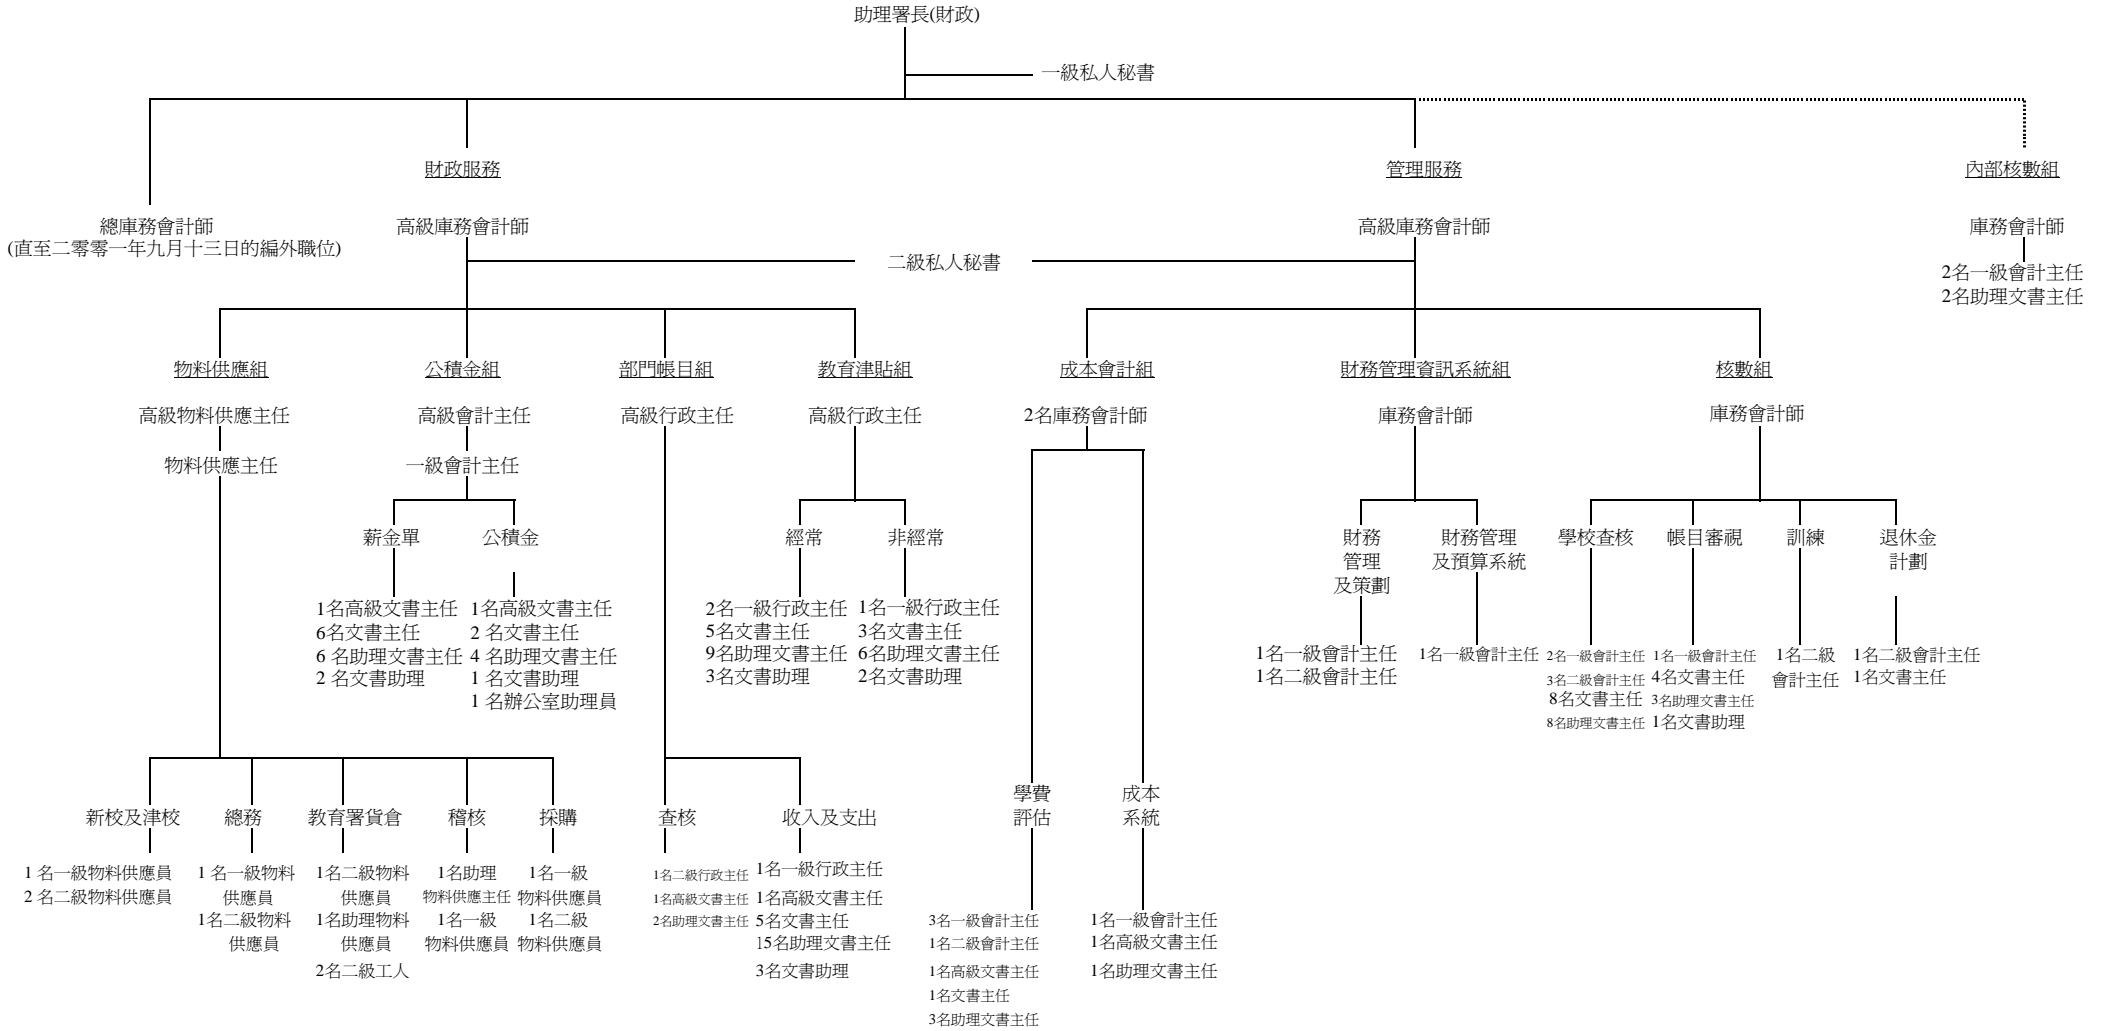 助理署長(財政)
一級私人秘書
財政服務
管理服務
內部核數組
總庫務會計師
(直至二零零一年九月十三日的編外職位)
高級庫務會計師
高級庫務會計師
庫務會計師
二級私人秘書
2名一級會計主任
2名助理文書主任
物料供應組
公積金組
部門帳目組
教育津貼組
成本會計組
財務管理資訊系統組
核數組
高級物料供應主任
高級會計主任
高級行政主任
高級行政主任
2名庫務會計師
庫務會計師
庫務會計師
物料供應主任
一級會計主任
薪金單
公積金
經常
非經常
財務
管理
及策劃
財務管理
及預算系統
學校查核
帳目審視
訓練
退休金
計劃
1名高級文書主任
6名文書主任
6 名助理文書主任
2 名文書助理
1名高級文書主任
2 名文書主任
4 名助理文書主任
1 名文書助理
1 名辦公室助理員
2名一級行政主任
5名文書主任
9名助理文書主任
3名文書助理
1名一級行政主任
3名文書主任
6名助理文書主任
2名文書助理
1名一級會計主任
1名二級會計主任
1名一級會計主任
2名一級會計主任
3名二級會計主任
8名文書主任
8名助理文書主任
1名一級會計主任
4名文書主任
3名助理文書主任
1名文書助理
1名二級
會計主任
1名二級會計主任
1名文書主任
新校及津校
總務
教育署貨倉
稽核
採購
查核
收入及支出
學費
評估
成本
系統
1 名一級物料供應員
2 名二級物料供應員
1 名一級物料
供應員
1名二級物料
供應員
1名二級物料
供應員
1名助理物料
供應員
2名二級工人
1名助理
物料供應主任
1名一級
物料供應員
1名一級
物料供應員
1名二級
物料供應員
1名二級行政主任
1名高級文書主任
2名助理文書主任
1名一級行政主任
1名高級文書主任
5名文書主任
15名助理文書主任
3名文書助理
3名一級會計主任
1名二級會計主任
1名高級文書主任
1名文書主任
3名助理文書主任
1名一級會計主任
1名高級文書主任
1名助理文書主任